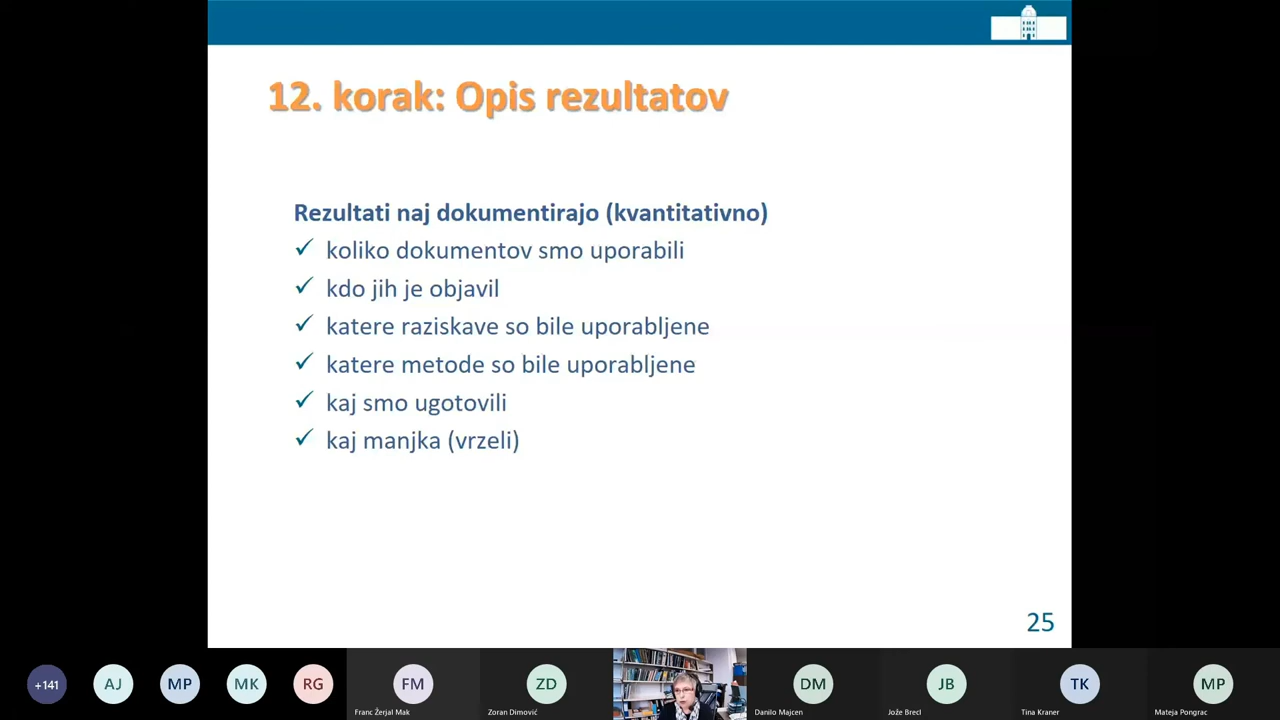 12. korak: Opis rezultatov
Rezultati naj dokumentirajo (kvantitativno)
✓ koliko dokumentov smo uporabili
✓ kdo jih je objavil
✓ katere raziskave so bile uporabljene
✓ katere metode so bile uporabljene
✓ kaj smo ugotovili
✓ kaj manjka (vrzeli)
25
+141
AJ
MP
MK
RG
FM
Franc Žerjal Mak
ZD
Zoran Dimović
DM
Danilo Majcen
JB
Jože Brecl
TK
Tina Kraner
MP
Mateja Pongrac